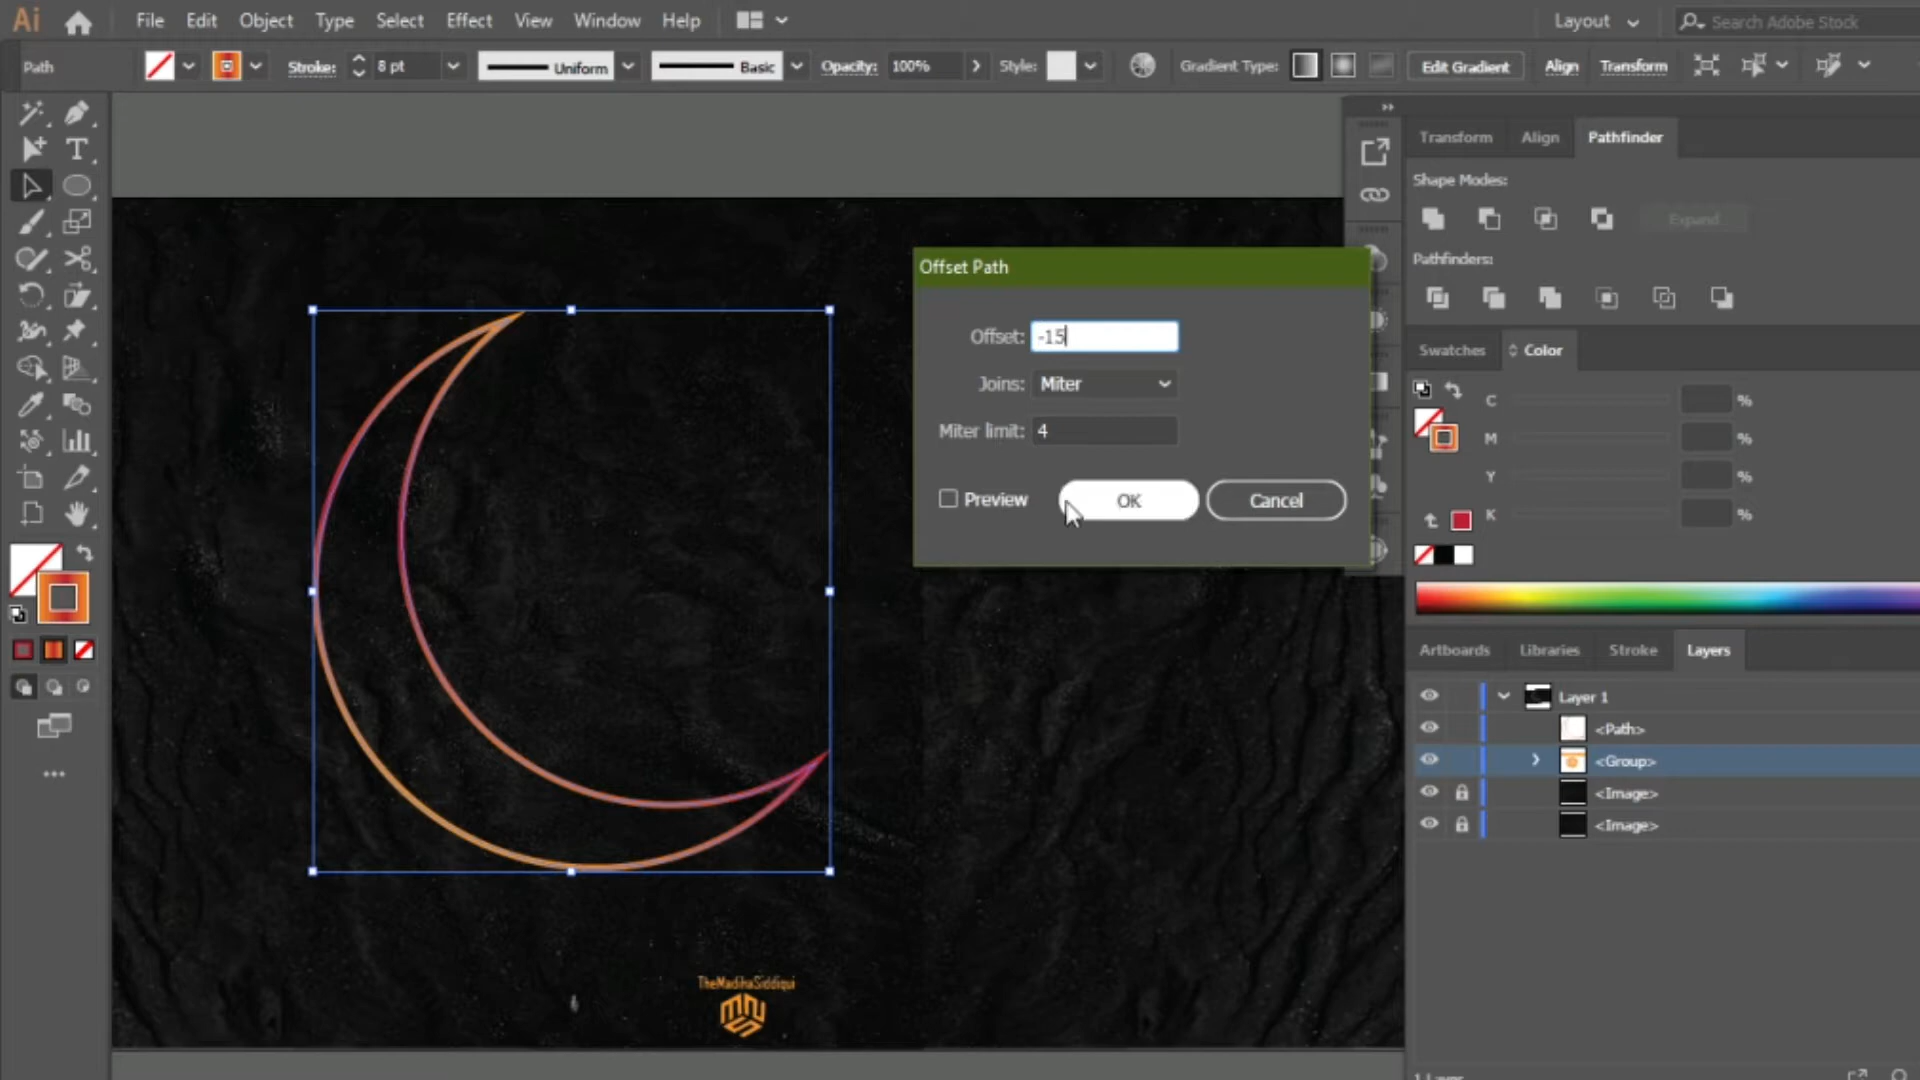 Ai File Edit Object Type Select Effect View Window Help Layout Search Adobe Stock
Path Stroke: 8 pt Uniform Basic Opacity: 100% Style: Gradient Type: Edit Gradient Align Transform
Transform Align Pathfinder
Shape Modes:
Expand
Pathfinders:
Offset Path
Offset: -15
Joins: Miter
Miter limit: 4
Preview OK Cancel
Swatches Color
C %
M %
Y %
K %
Artboards Libraries Stroke Layers
Layer 1
<Path>
<Group>
<Image>
<Image>
TheMadihaSiddiqui
1 Layer